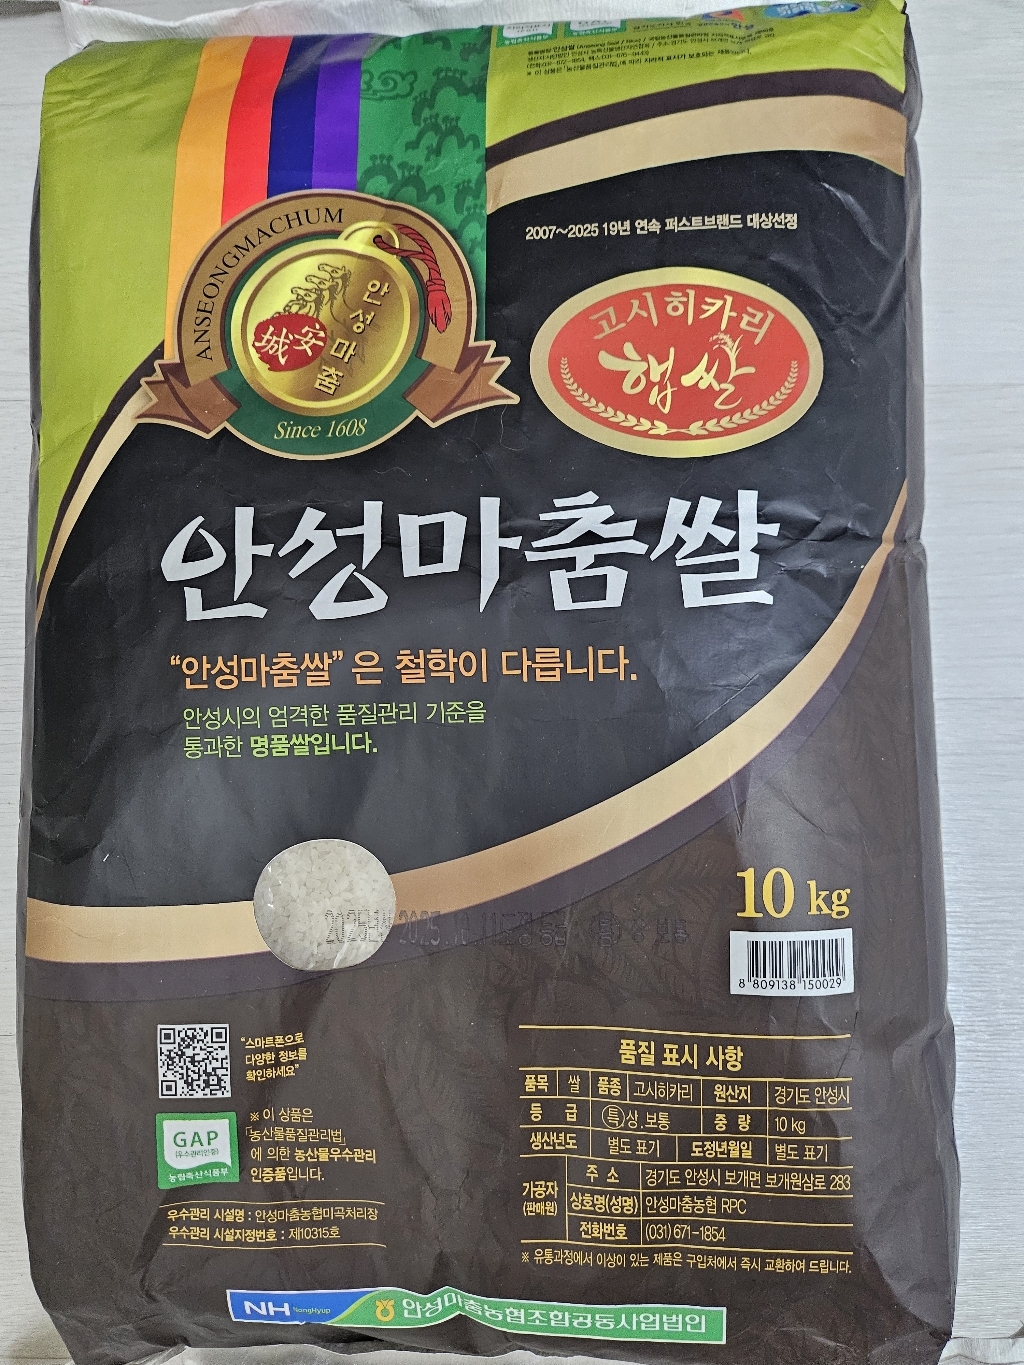 2007~2025 19년 연속 퍼스트브랜드 대상선정
ANSEONGMACHUM
안성마춤
安城
Since 1608
고시히카리
햅쌀
안성마춤쌀
“안성마춤쌀” 은 철학이 다릅니다.
안성시의 엄격한 품질관리 기준을
통과한 명품쌀입니다.
10 kg
8 809138 150029
“스마트폰으로
다양한 정보를
확인하세요”
GAP
(우수관리인증)
농림축산식품부
※ 이 상품은
「농산물품질관리법」
에 의한 농산물우수관리
인증품입니다.
우수관리 시설명 : 안성마춤농협미곡처리장
우수관리 시설지정번호 : 제10315호
품질 표시 사항
품목 쌀 품종 고시히카리 원산지 경기도 안성시
등 급 특.상.보통 중 량 10 kg
생산년도 별도 표기 도정년월일 별도 표기
가공자
(판매원)
주 소 경기도 안성시 보개면 보개원삼로 283
상호명(성명) 안성마춤농협 RPC
전화번호 (031) 671-1854
※ 유통과정에서 이상이 있는 제품은 구입처에서 즉시 교환하여 드립니다.
NH NongHyup 안성마춤농협조합공동사업법인